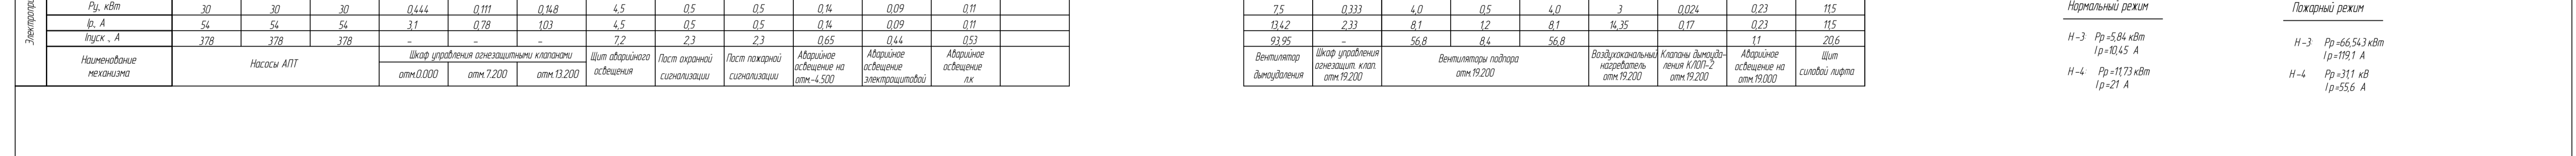 Ру, кВт 30 30 30 0,444 0,111 0,148 4,5 0,5 0,5 0,14 0,09 0,11
Iр, А 54 54 54 3,1 0,78 1,03 4,5 0,5 0,5 0,14 0,09 0,11
Iпуск , А 378 378 378 – – – 7,2 2,3 2,3 0,65 0,44 0,53
Наименование механизма
Насосы АПТ
Шкаф управления огнезащитными клапанами
отм.0.000 отм.7.200 отм.13.200
Щит аварийного
освещения
Пост охранной
сигнализации
Пост пожарной
сигнализации
Аварийное
освещение на
отм.-4.500
Аварийное
освещение
электрощитовой
Аварийное
освещение
лк
7,5 0,333 4,0 0,5 4,0 3 0,024 0,23 11,5
13,42 2,33 8,1 1,2 8,1 14,35 0,17 0,23 11,5
93,95 – 56,8 8,4 56,8 1,1 20,6
Вентилятор
дымоудаления
Шкаф управления
огнезащит. клап.
отм.19.200
Вентиляторы подпора
отм.19.200
Воздухоканальный
нагреватель
отм.19.200
Клапаны дымоуда-
ления КЛОП-2
отм.19.200
Аварийное
освещение на
отм.19.000
Щит
силовой лифта
Нормальный режим
Н-3 Рр=5,84 кВт
Iр=10,45 А
Н-4 Рр=11,73 кВт
Iр=21 А
Пожарный режим
Н-3 Рр=66,543 кВт
Iр=119,1 А
Н-4 Рр=31,1 кВ
Iр=55,6 А